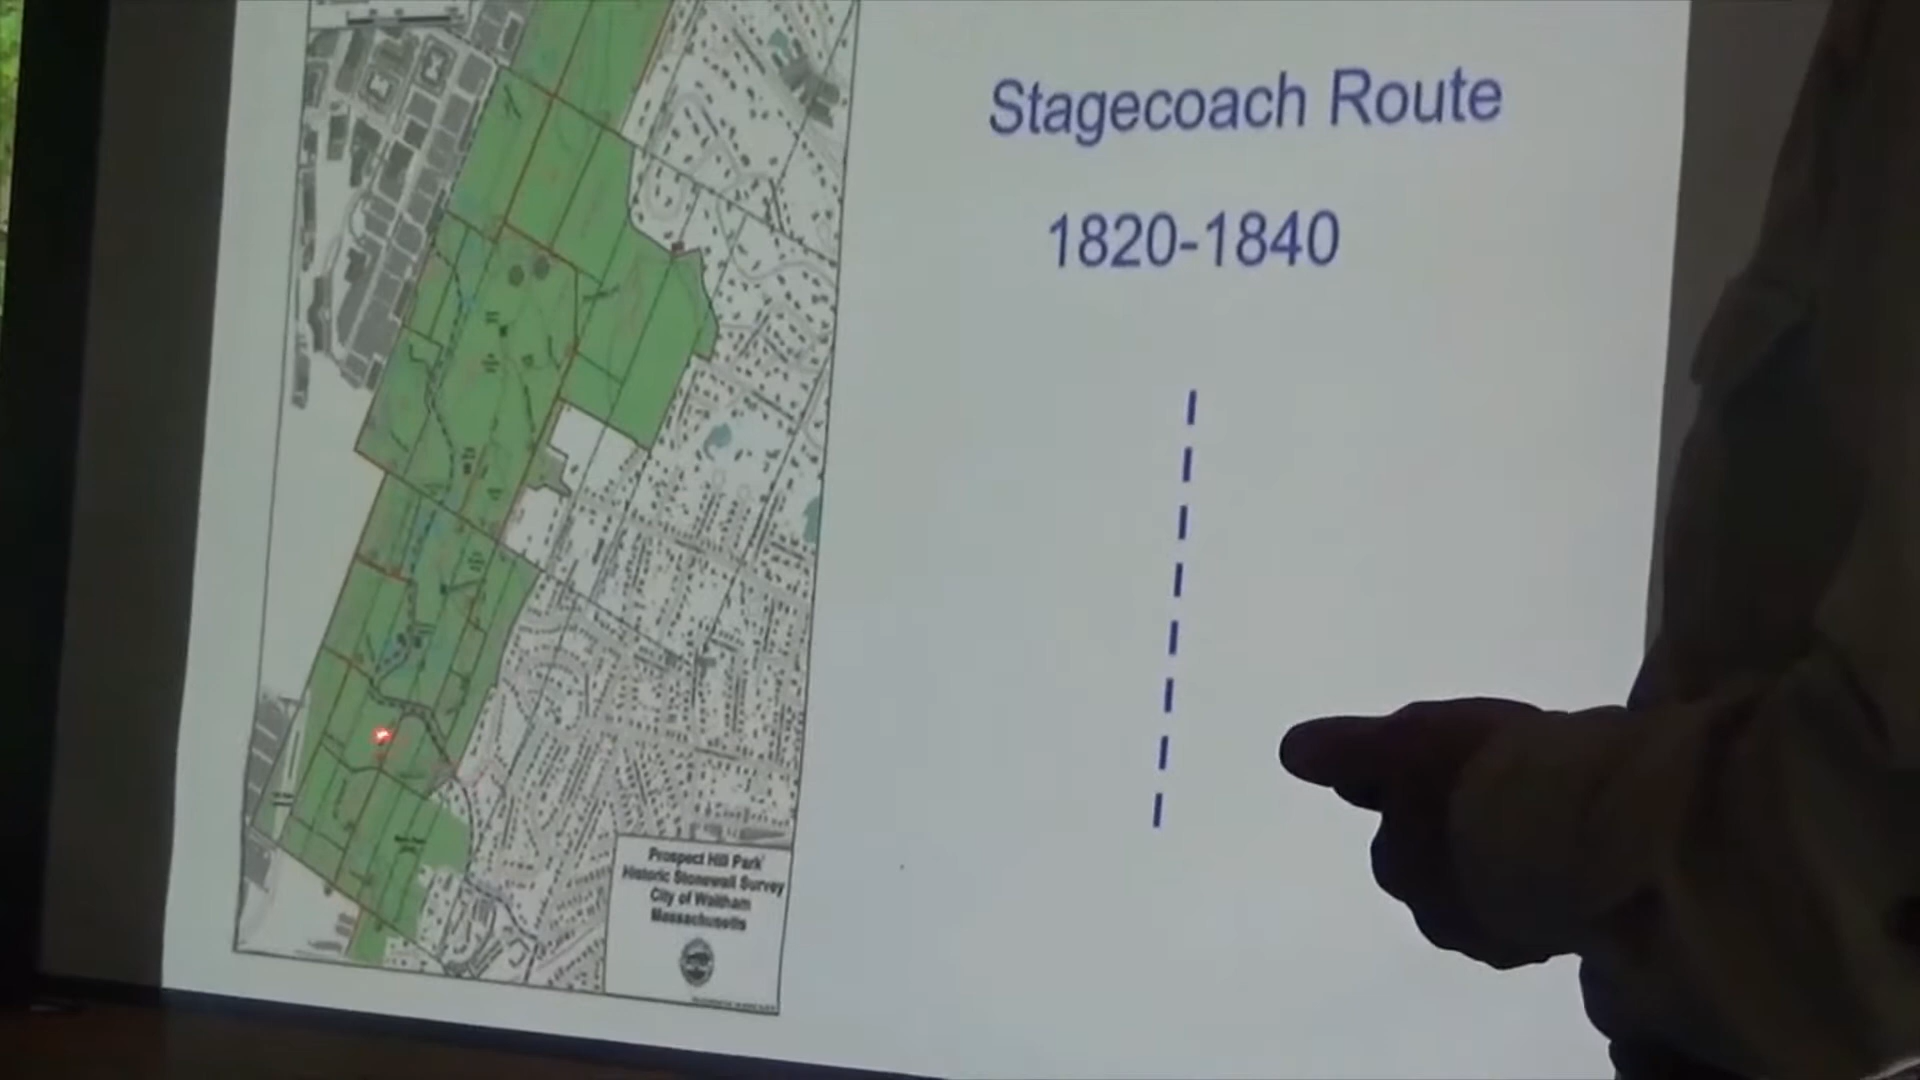 Stagecoach Route
1820-1840
Prospect Hill Park
Historic Stonewall Survey
City of Waltham
Massachusetts